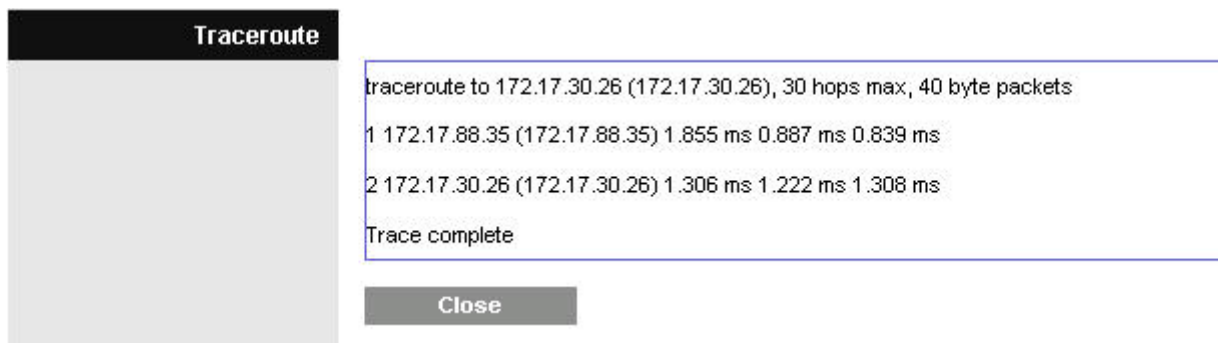 Traceroute
traceroute to 172.17.30.26 (172.17.30.26), 30 hops max, 40 byte packets
1 172.17.88.35 (172.17.88.35) 1.855 ms 0.887 ms 0.839 ms
2 172.17.30.26 (172.17.30.26) 1.306 ms 1.222 ms 1.308 ms
Trace complete
Close